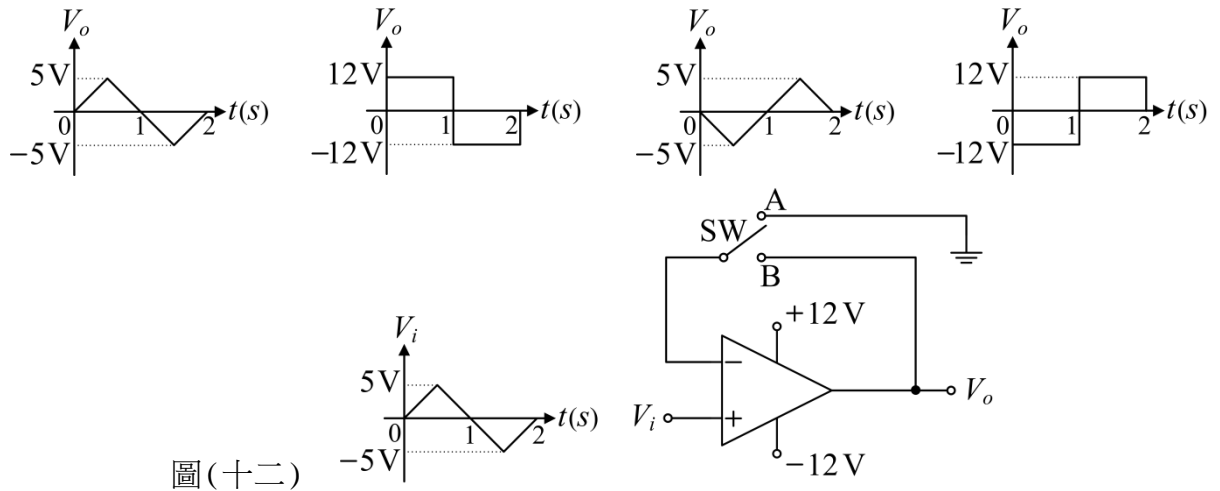 Vo Vo Vo Vo
5V 12V 5V 12V
0 1 2 t(s) 0 1 2 t(s) 0 1 2 t(s) 0 1 2 t(s)
−5V −12V −5V −12V
A
SW
B
Vi +12V
5V −
0 1 2 t(s) Vi + Vo
−5V −12V
圖(十二)